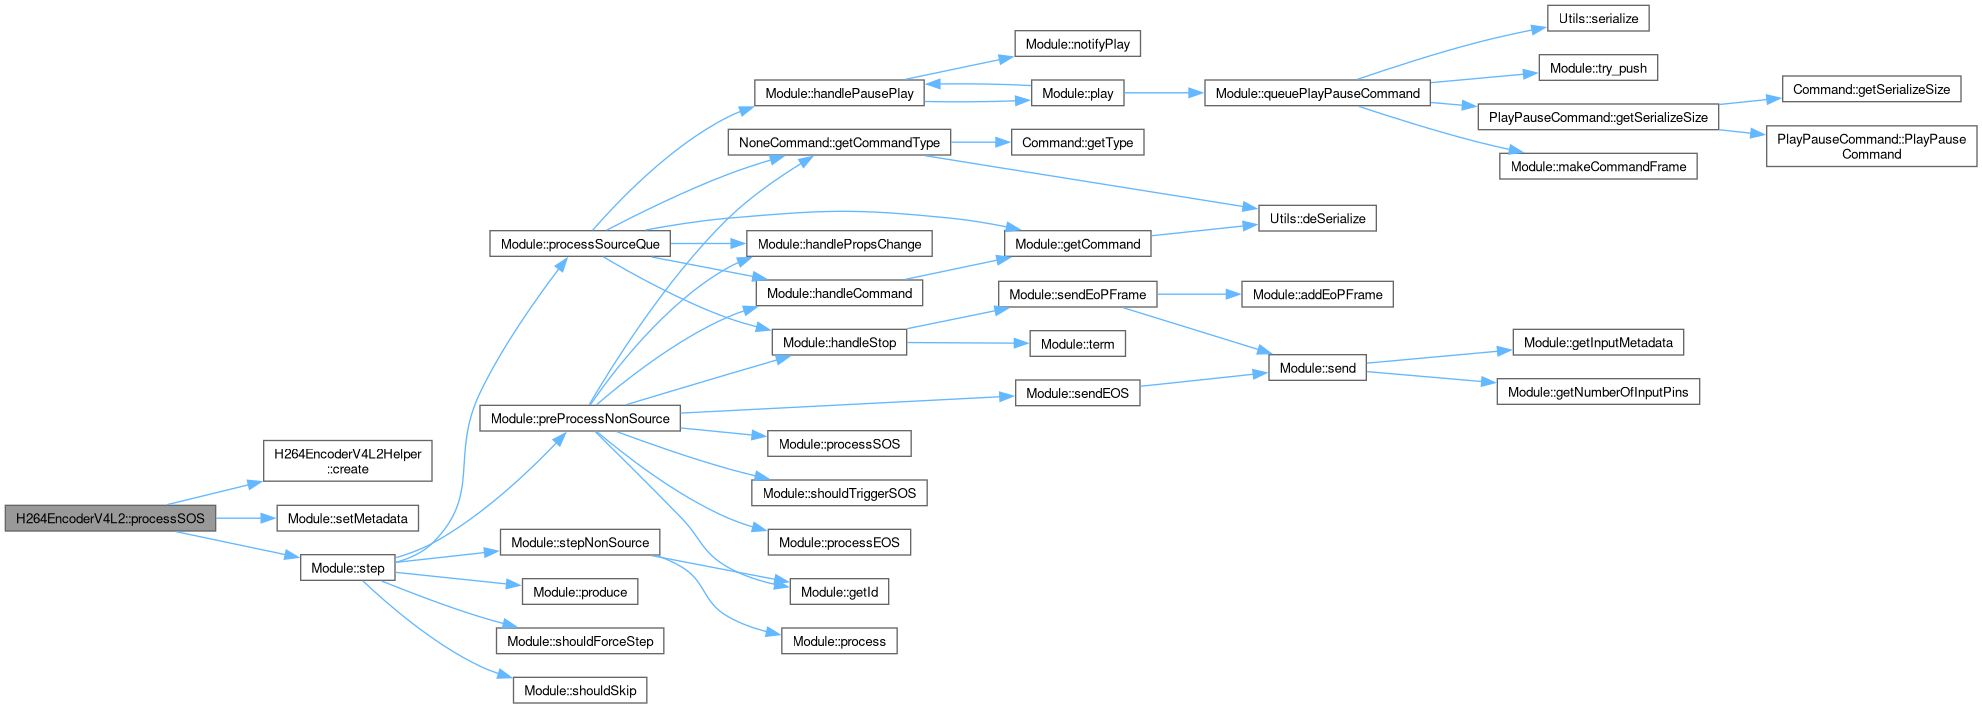 Utils::serialize
Module::notifyPlay
Module::try_push
Module::handlePausePlay
Module::play
Module::queuePlayPauseCommand
Command::getSerializeSize
PlayPauseCommand::getSerializeSize
NoneCommand::getCommandType
Command::getType
PlayPauseCommand::PlayPause
Command
Module::makeCommandFrame
Utils::deSerialize
Module::processSourceQue
Module::handlePropsChange
Module::getCommand
Module::handleCommand
Module::sendEoPFrame
Module::addEoPFrame
Module::handleStop
Module::term
Module::getInputMetadata
Module::send
Module::sendEOS
Module::getNumberOfInputPins
Module::preProcessNonSource
Module::processSOS
H264EncoderV4L2Helper
::create
Module::shouldTriggerSOS
H264EncoderV4L2::processSOS
Module::setMetadata
Module::stepNonSource
Module::processEOS
Module::step
Module::produce
Module::getId
Module::shouldForceStep
Module::process
Module::shouldSkip